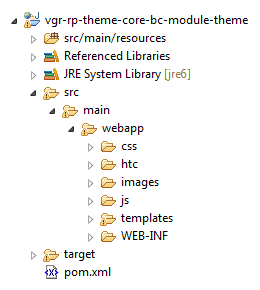 vgr-rp-theme-core-bc-module-theme
src/main/resources
Referenced Libraries
JRE System Library [jre6]
src
main
webapp
css
htc
images
js
templates
WEB-INF
target
pom.xml